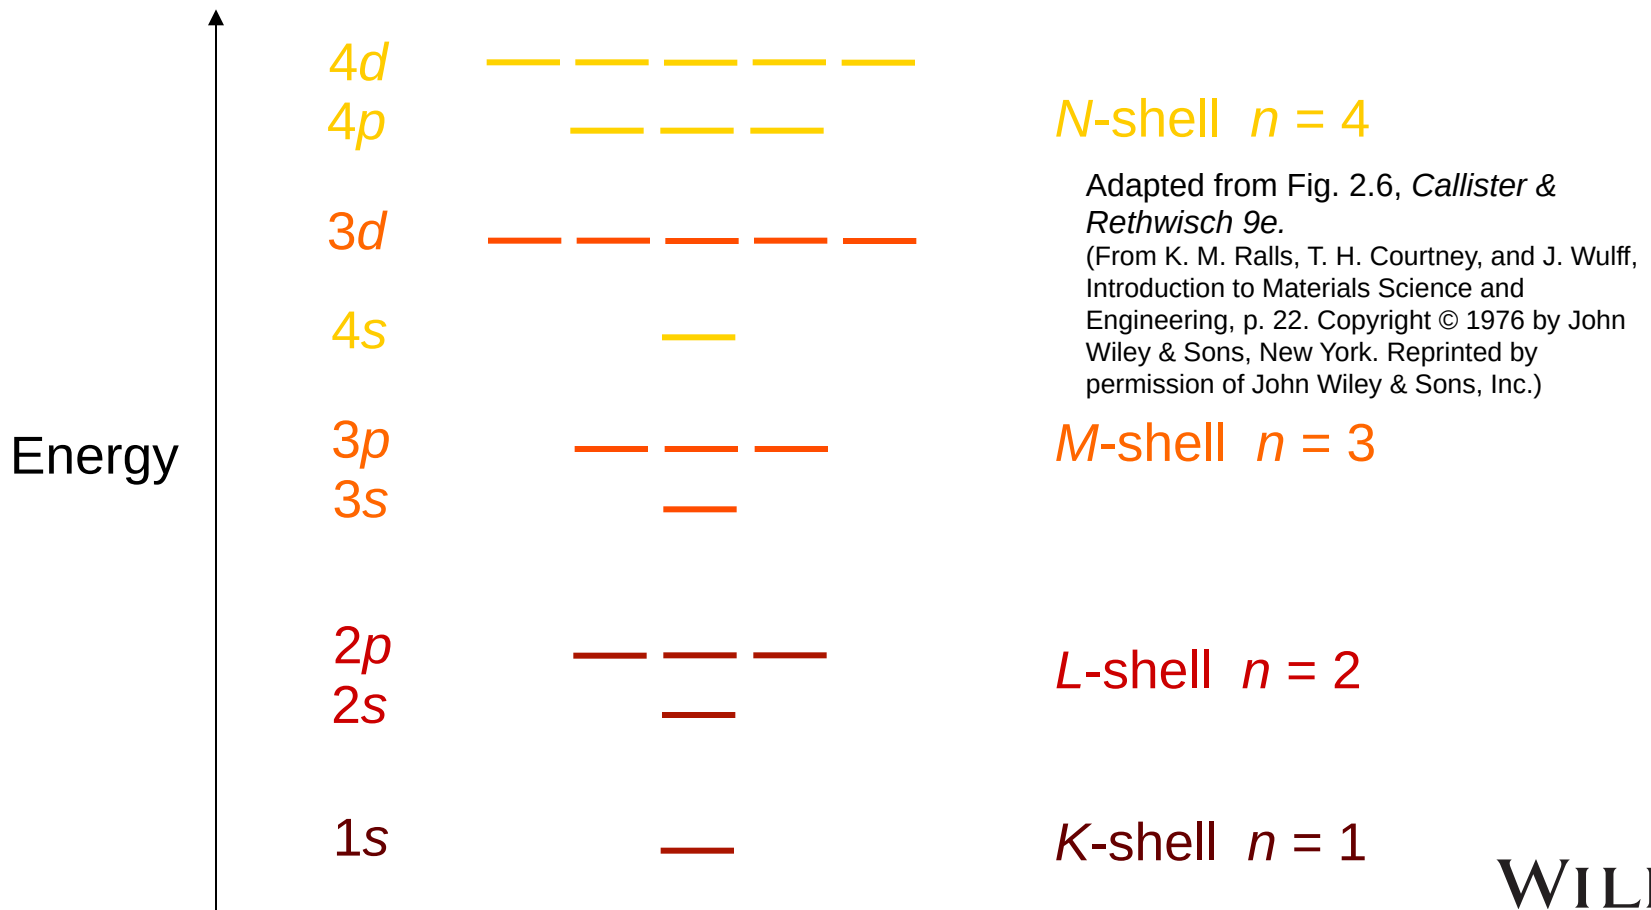 4d
4p
N-shell n = 4
Adapted from Fig. 2.6, Callister &
Rethwisch 9e.
(From K. M. Ralls, T. H. Courtney, and J. Wulff,
Introduction to Materials Science and
Engineering, p. 22. Copyright © 1976 by John
Wiley & Sons, New York. Reprinted by
permission of John Wiley & Sons, Inc.)
3d
4s
Energy
3p
M-shell n = 3
3s
2p
L-shell n = 2
2s
1s
K-shell n = 1